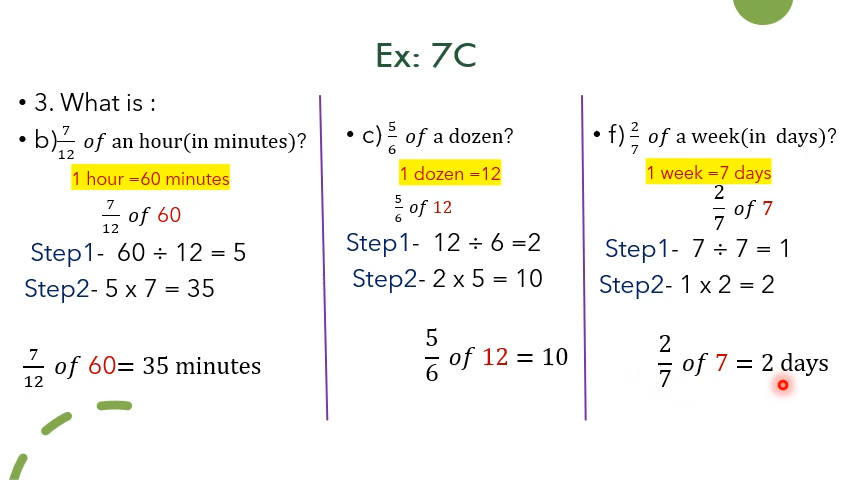 Ex: 7C
• 3. What is :
• b) 7/12 of an hour(in minutes)?
1 hour =60 minutes
7/12 of 60
Step1- 60 ÷ 12 = 5
Step2- 5 x 7 = 35
7/12 of 60= 35 minutes
• c) 5/6 of a dozen?
1 dozen =12
5/6 of 12
Step1- 12 ÷ 6 =2
Step2- 2 x 5 = 10
5/6 of 12 = 10
• f) 2/7 of a week(in days)?
1 week =7 days
2/7 of 7
Step1- 7 ÷ 7 = 1
Step2- 1 x 2 = 2
2/7 of 7 = 2 days